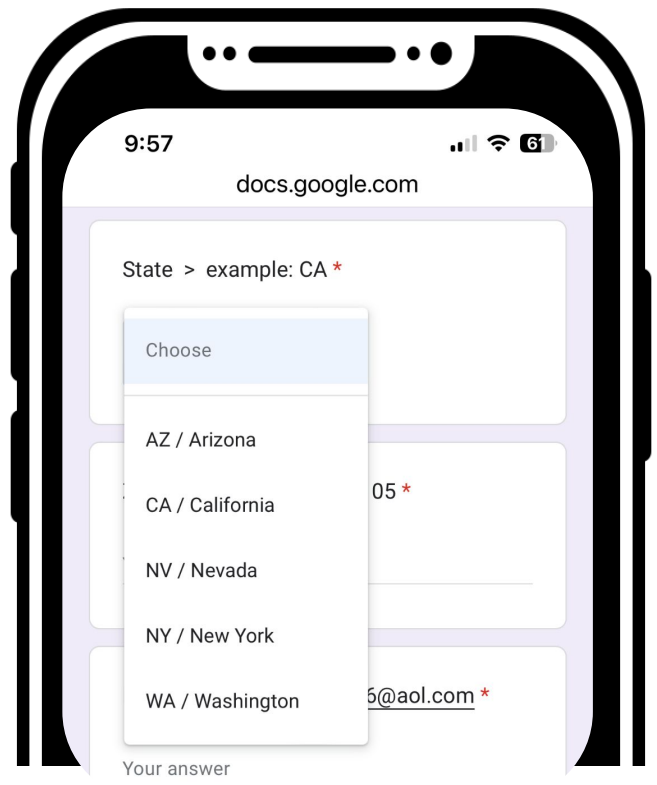 9:57
61
docs.google.com
State > example: CA *
Choose
AZ / Arizona
CA / California
05 *
NV / Nevada
NY / New York
WA / Washington
6@aol.com *
Your answer